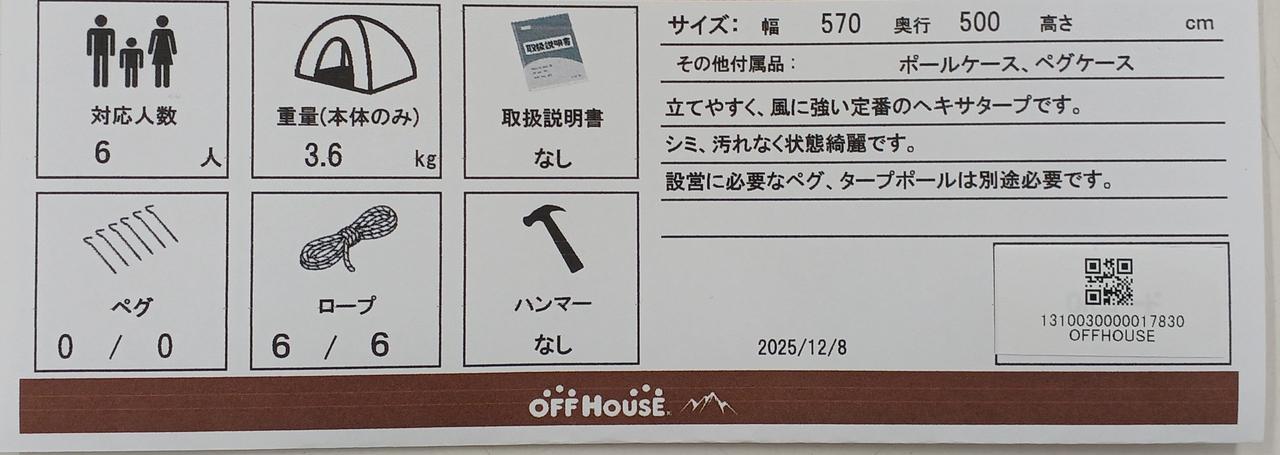 対応人数
6 人
重量(本体のみ)
3.6 kg
取扱説明書
取扱説明書
なし
ペグ
0 / 0
ロープ
6 / 6
ハンマー
なし
サイズ: 幅 570 奥行 500 高さ cm
その他付属品: ポールケース、ペグケース
立てやすく、風に強い定番のヘキサタープです。
シミ、汚れなく状態綺麗です。
設営に必要なペグ、タープポールは別途必要です。
2025/12/8
1310030000017830
OFFHOUSE
OFF HOUSE